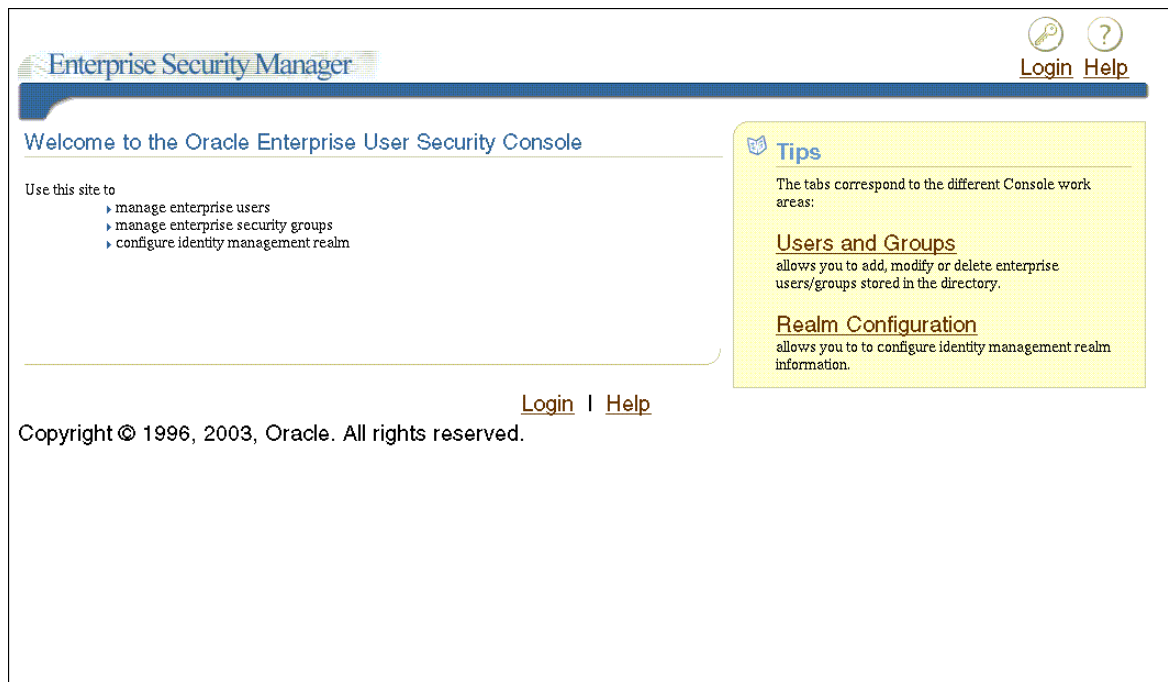 Enterprise Security Manager
Login Help
Welcome to the Oracle Enterprise User Security Console
Use this site to
manage enterprise users
manage enterprise security groups
configure identity management realm
Tips
The tabs correspond to the different Console work
areas:
Users and Groups
allows you to add, modify or delete enterprise
users/groups stored in the directory.
Realm Configuration
allows you to to configure identity management realm
information.
Login | Help
Copyright © 1996, 2003, Oracle. All rights reserved.